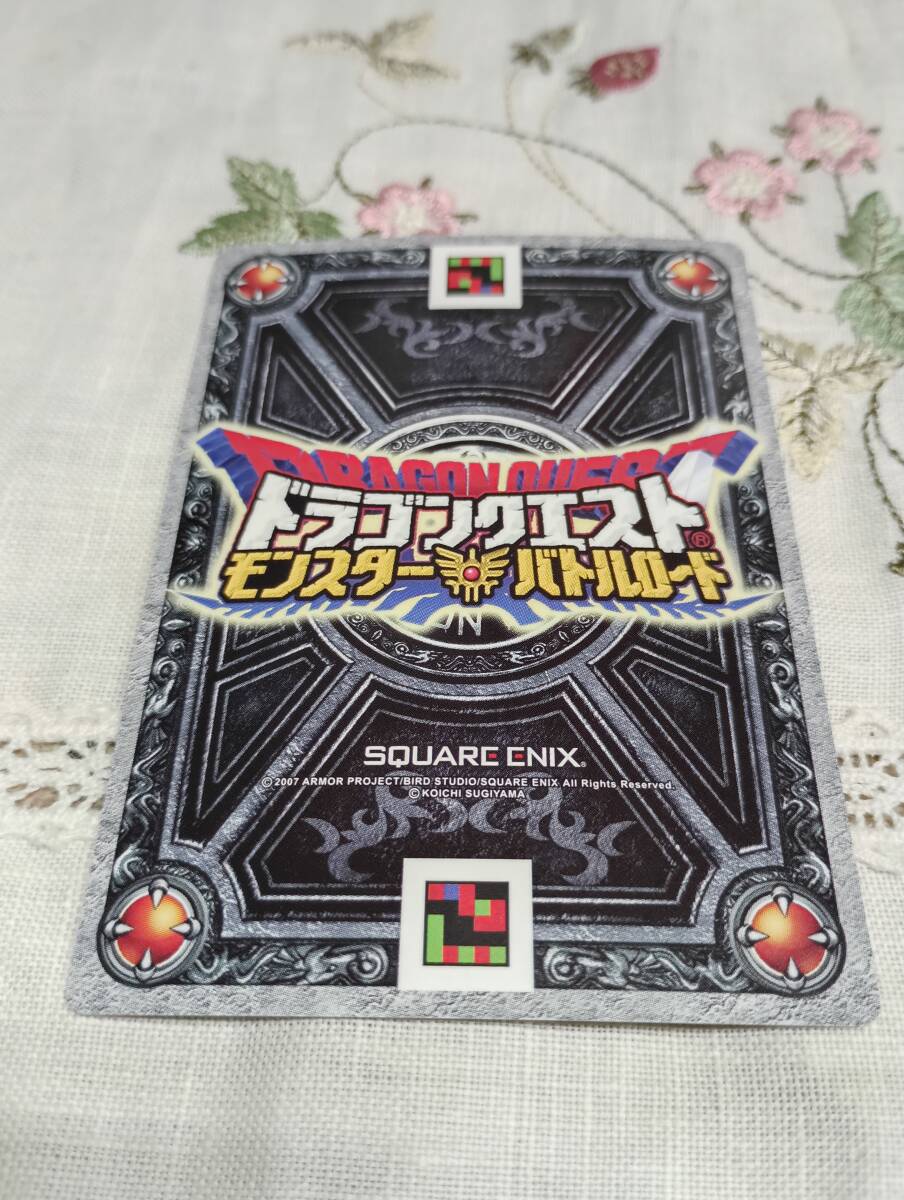 DRAGON QUEST
ドラゴンクエスト®
モンスターバトルロード
ON
SQUARE ENIX®
© 2007 ARMOR PROJECT/BIRD STUDIO/SQUARE ENIX All Rights Reserved.
© KOICHI SUGIYAMA